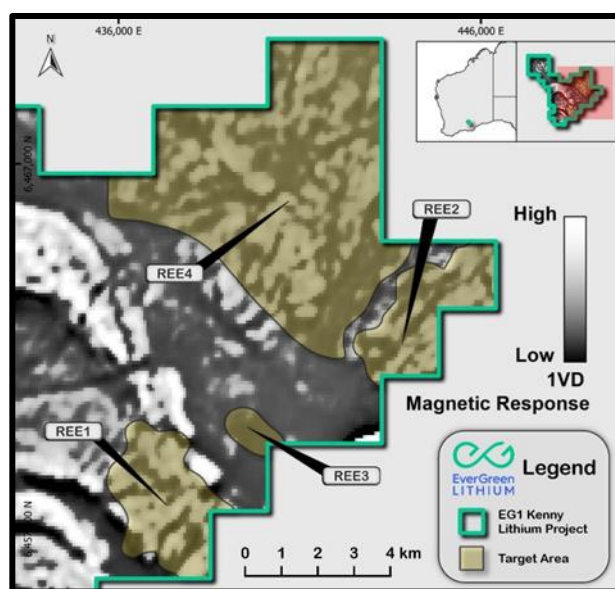 436,000 E
446,000 E
N
6,467,000 N
REE2
High
REE4
Low
1VD
Magnetic Response
REE1
REE3
EverGreen
LITHIUM
Legend
EG1 Kenny
Lithium Project
Target Area
0 1 2 3 4 km